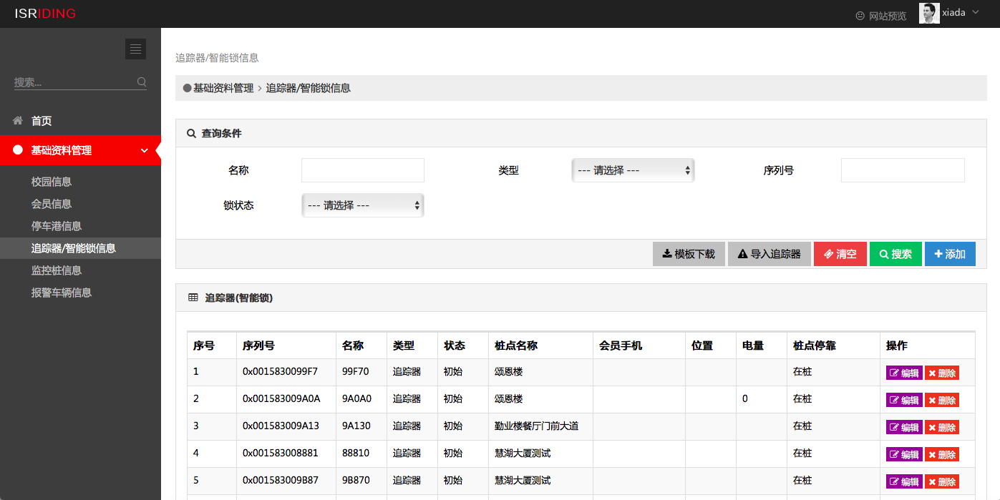 ISRIDING
网站预览 xiada
搜索...
首页
基础资料管理
校园信息
会员信息
停车港信息
追踪器/智能锁信息
监控桩信息
报警车辆信息
追踪器/智能锁信息
基础资料管理 > 追踪器/智能锁信息
查询条件
名称 类型 --- 请选择 --- 序列号
锁状态 --- 请选择 ---
模板下载 导入追踪器 清空 搜索 添加
追踪器(智能锁)
序号 序列号 名称 类型 状态 桩点名称 会员手机 位置 电量 桩点停靠 操作
1 0x0015830099F7 99F70 追踪器 初始 颂恩楼 在桩 编辑 删除
2 0x001583009A0A 9A0A0 追踪器 初始 颂恩楼 0 在桩 编辑 删除
3 0x001583009A13 9A130 追踪器 初始 勤业楼餐厅门前大道 在桩 编辑 删除
4 0x001583008881 88810 追踪器 初始 慧湖大厦测试 在桩 编辑 删除
5 0x001583009B87 9B870 追踪器 初始 慧湖大厦测试 在桩 编辑 删除